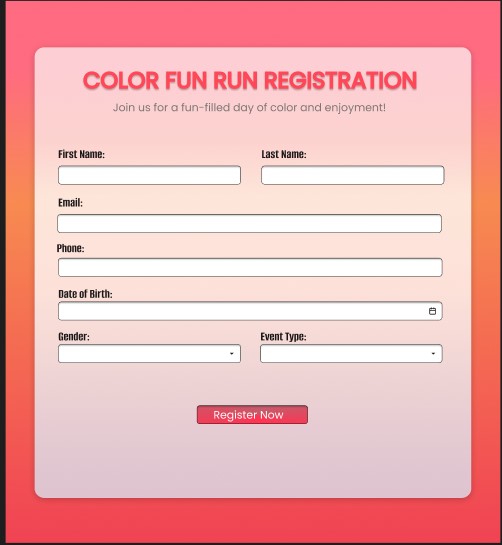 COLOR FUN RUN REGISTRATION
Join us for a fun-filled day of color and enjoyment!
First Name: Last Name:
Email:
Phone:
Date of Birth:
Gender: Event Type:
Register Now